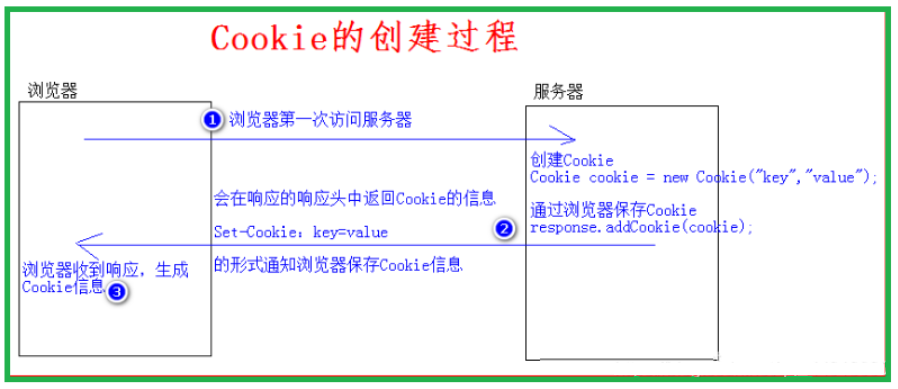 Cookie的创建过程
浏览器
服务器
① 浏览器第一次访问服务器
创建Cookie
Cookie cookie = new Cookie("key","value");
会在响应的响应头中返回Cookie的信息
通过浏览器保存Cookie
Set-Cookie: key=value
②
response.addCookie(cookie);
浏览器收到响应，生成
Cookie信息 ③
的形式通知浏览器保存Cookie信息